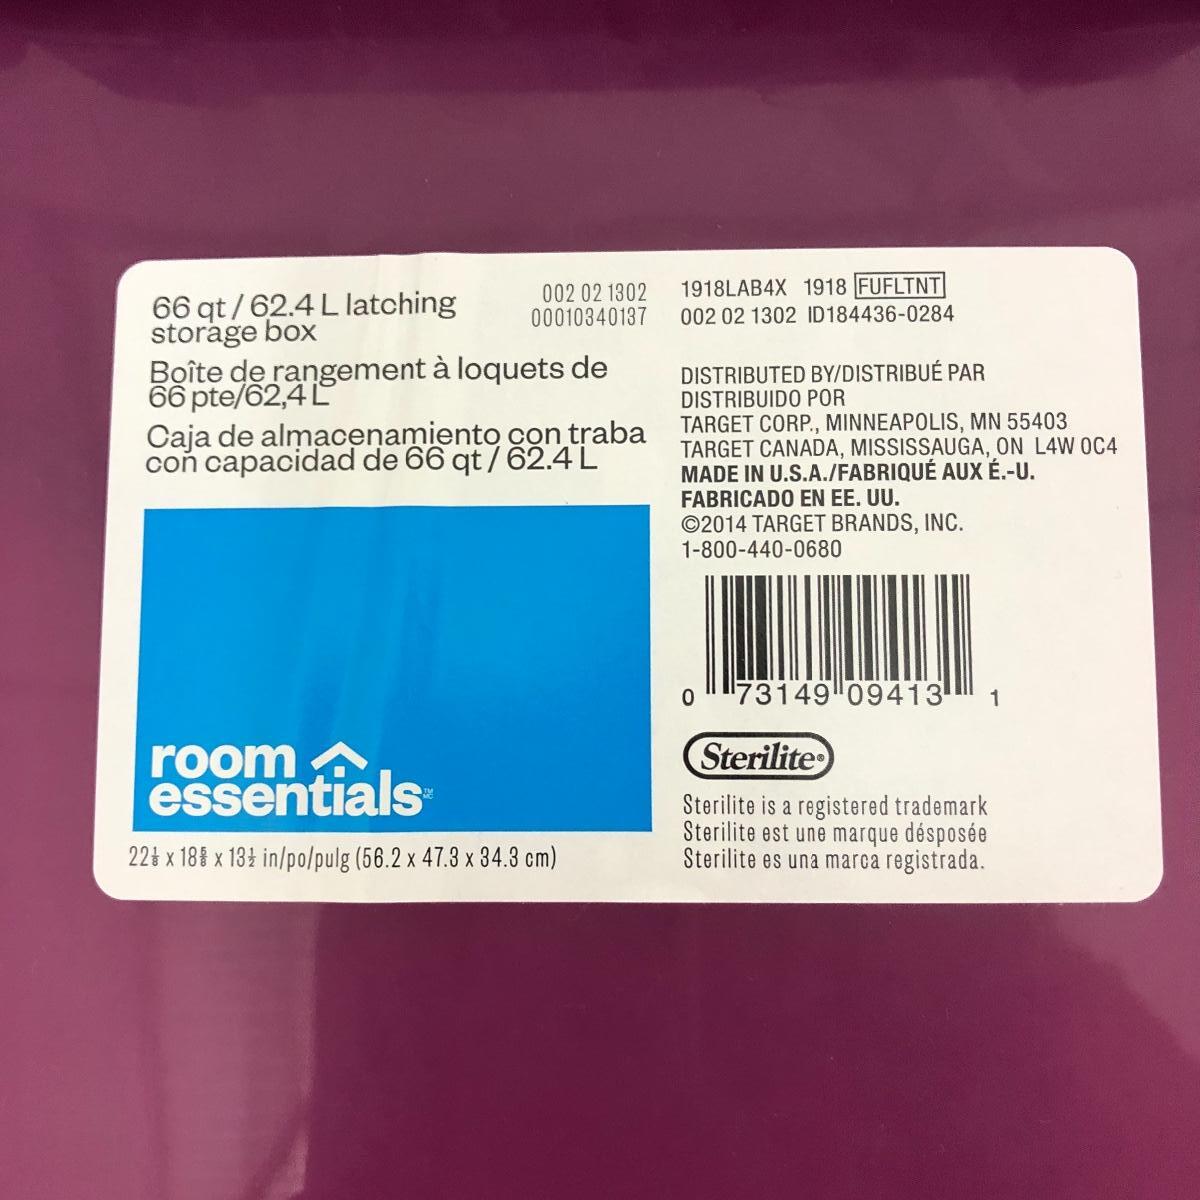 66 qt / 62.4 L latching
storage box
002 02 1302
00010340137
Boîte de rangement à loquets de
66 pte/62,4 L
Caja de almacenamiento con traba
con capacidad de 66 qt / 62.4 L
room
essentials™ MC
22⅛ x 18⅝ x 13½ in/po/pulg (56.2 x 47.3 x 34.3 cm)
1918LAB4X 1918 FUFLTNT
002 02 1302 ID184436-0284
DISTRIBUTED BY/DISTRIBUÉ PAR
DISTRIBUIDO POR
TARGET CORP., MINNEAPOLIS, MN 55403
TARGET CANADA, MISSISSAUGA, ON L4W 0C4
MADE IN U.S.A./FABRIQUÉ AUX É.-U.
FABRICADO EN EE. UU.
©2014 TARGET BRANDS, INC.
1-800-440-0680
0 73149 09413 1
Sterilite®
Sterilite is a registered trademark
Sterilite est une marque désposée
Sterilite es una marca registrada.